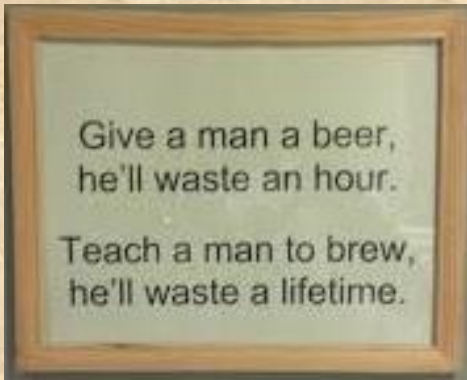 Give a man a beer,
he'll waste an hour.
Teach a man to brew,
he'll waste a lifetime.